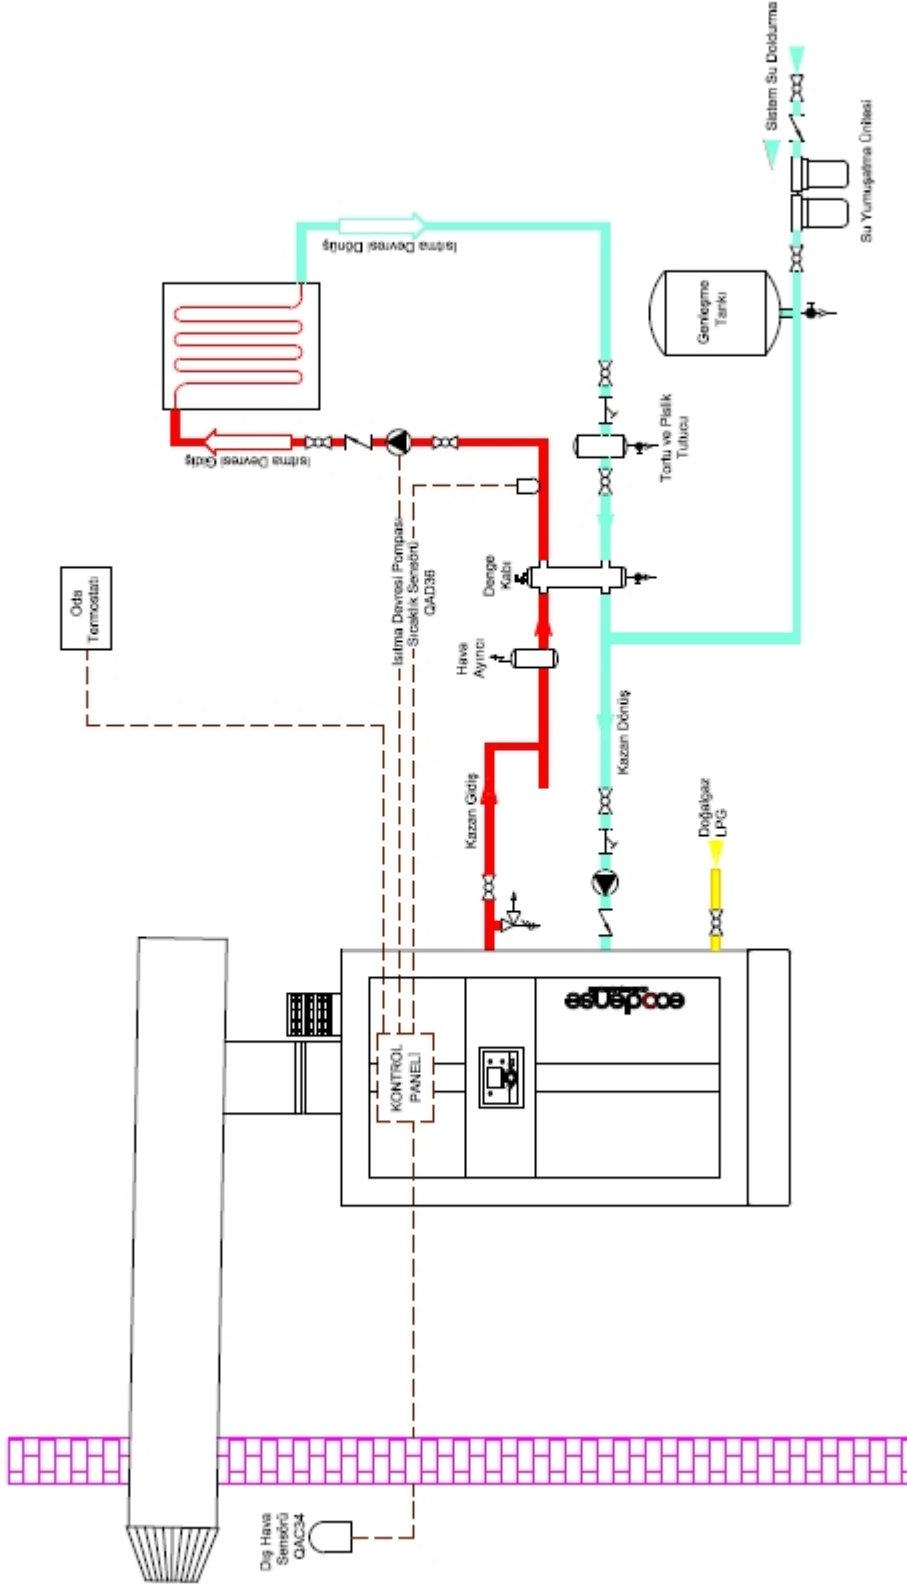 Dış Hava
Sensörü
QAC34
KONTROL
PANELİ
ecodense
Oda
Termostatı
Isıtma Devresi Pompası
Sıcaklık Sensörü
QAD36
Kazan Gidiş
Hava
Ayırıcı
Denge
Kabı
Isıtma Devresi Gidiş
Isıtma Devresi Dönüş
Kazan Dönüş
Doğalgaz
LPG
Tortu ve Pislik
Tutucu
Genleşme
Tankı
Sistem Su Doldurma
Su Yumuşatma Ünitesi